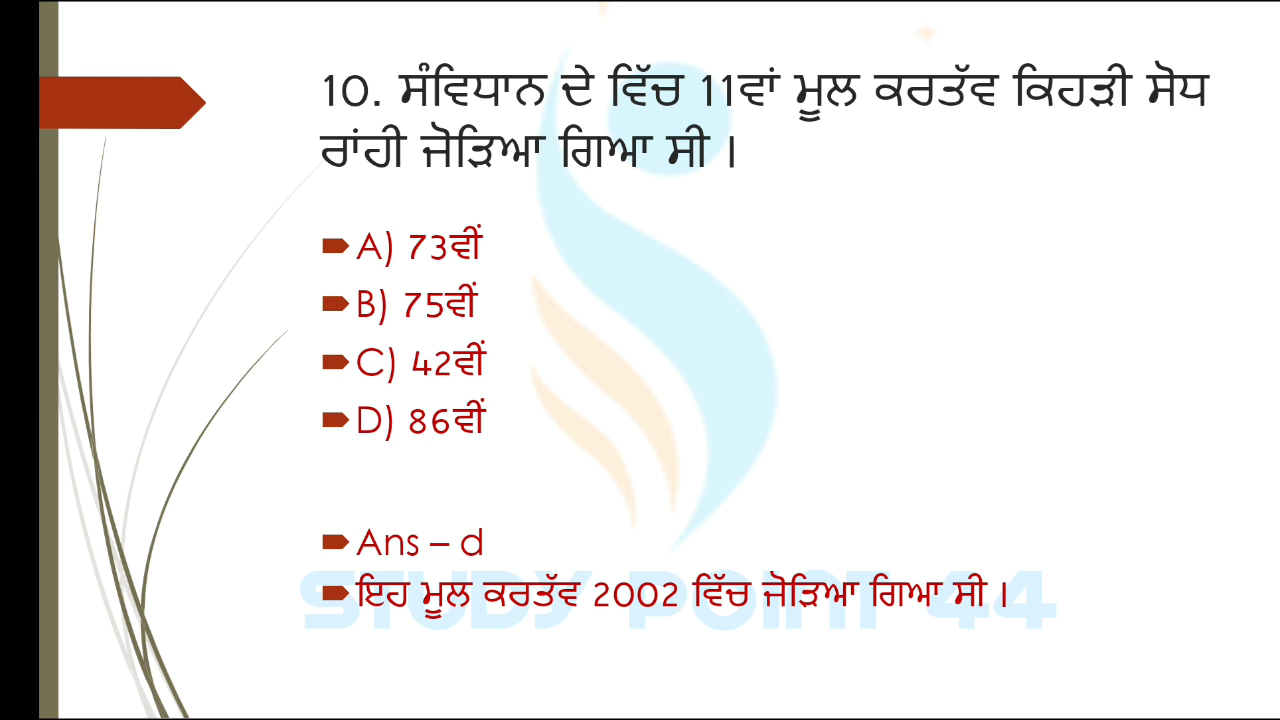 10. ਸੰਵਿਧਾਨ ਦੇ ਵਿੱਚ 11ਵਾਂ ਮੂਲ ਕਰਤੱਵ ਕਿਹੜੀ ਸੋਧ
ਰਾਂਹੀ ਜੋੜਿਆ ਗਿਆ ਸੀ ।
A) 73ਵੀਂ
B) 75ਵੀਂ
C) 42ਵੀਂ
D) 86ਵੀਂ
Ans – d
ਇਹ ਮੂਲ ਕਰਤੱਵ 2002 ਵਿੱਚ ਜੋੜਿਆ ਗਿਆ ਸੀ ।
STUDY POINT 44